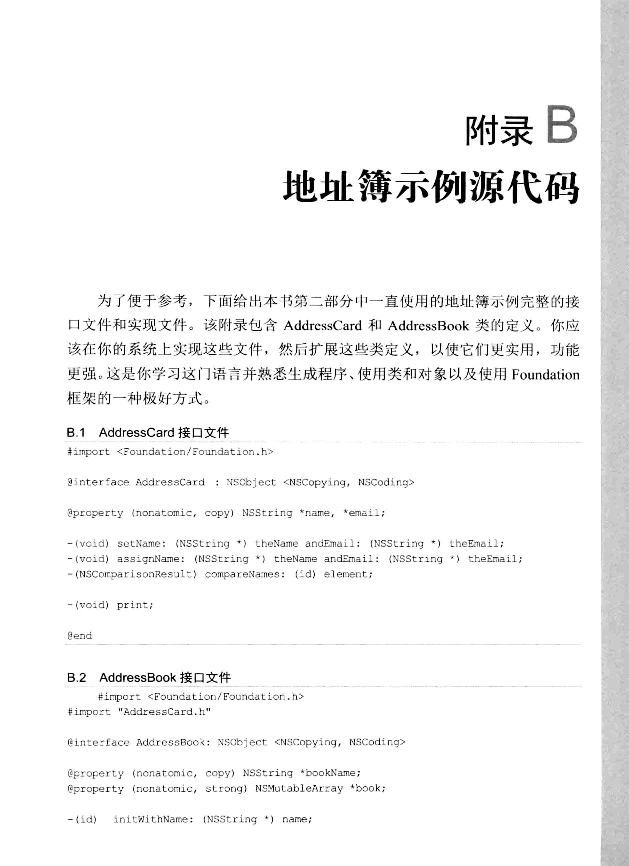 附录 B
地址簿示例源代码
为了便于参考，下面给出本书第二部分中一直使用的地址簿示例完整的接
口文件和实现文件。该附录包含 AddressCard 和 AddressBook 类的定义。你应
该在你的系统上实现这些文件，然后扩展这些类定义，以使它们更实用，功能
更强。这是你学习这门语言并熟悉生成程序、使用类和对象以及使用 Foundation
框架的一种极好方式。
B.1 AddressCard 接口文件
#import <Foundation/Foundation.h>
@interface AddressCard : NSObject <NSCopying, NSCoding>
@property (nonatomic, copy) NSString *name, *email;
-(void) setName: (NSString *) theName andEmail: (NSString *) theEmail;
-(void) assignName: (NSString *) theName andEmail: (NSString *) theEmail;
-(NSComparisonResult) compareNames: (id) element;
-(void) print;
@end
B.2 AddressBook 接口文件
#import <Foundation/Foundation.h>
#import "AddressCard.h"
@interface AddressBook: NSObject <NSCopying, NSCoding>
@property (nonatomic, copy) NSString *bookName;
@property (nonatomic, strong) NSMutableArray *book;
-(id) initWithName: (NSString *) name;